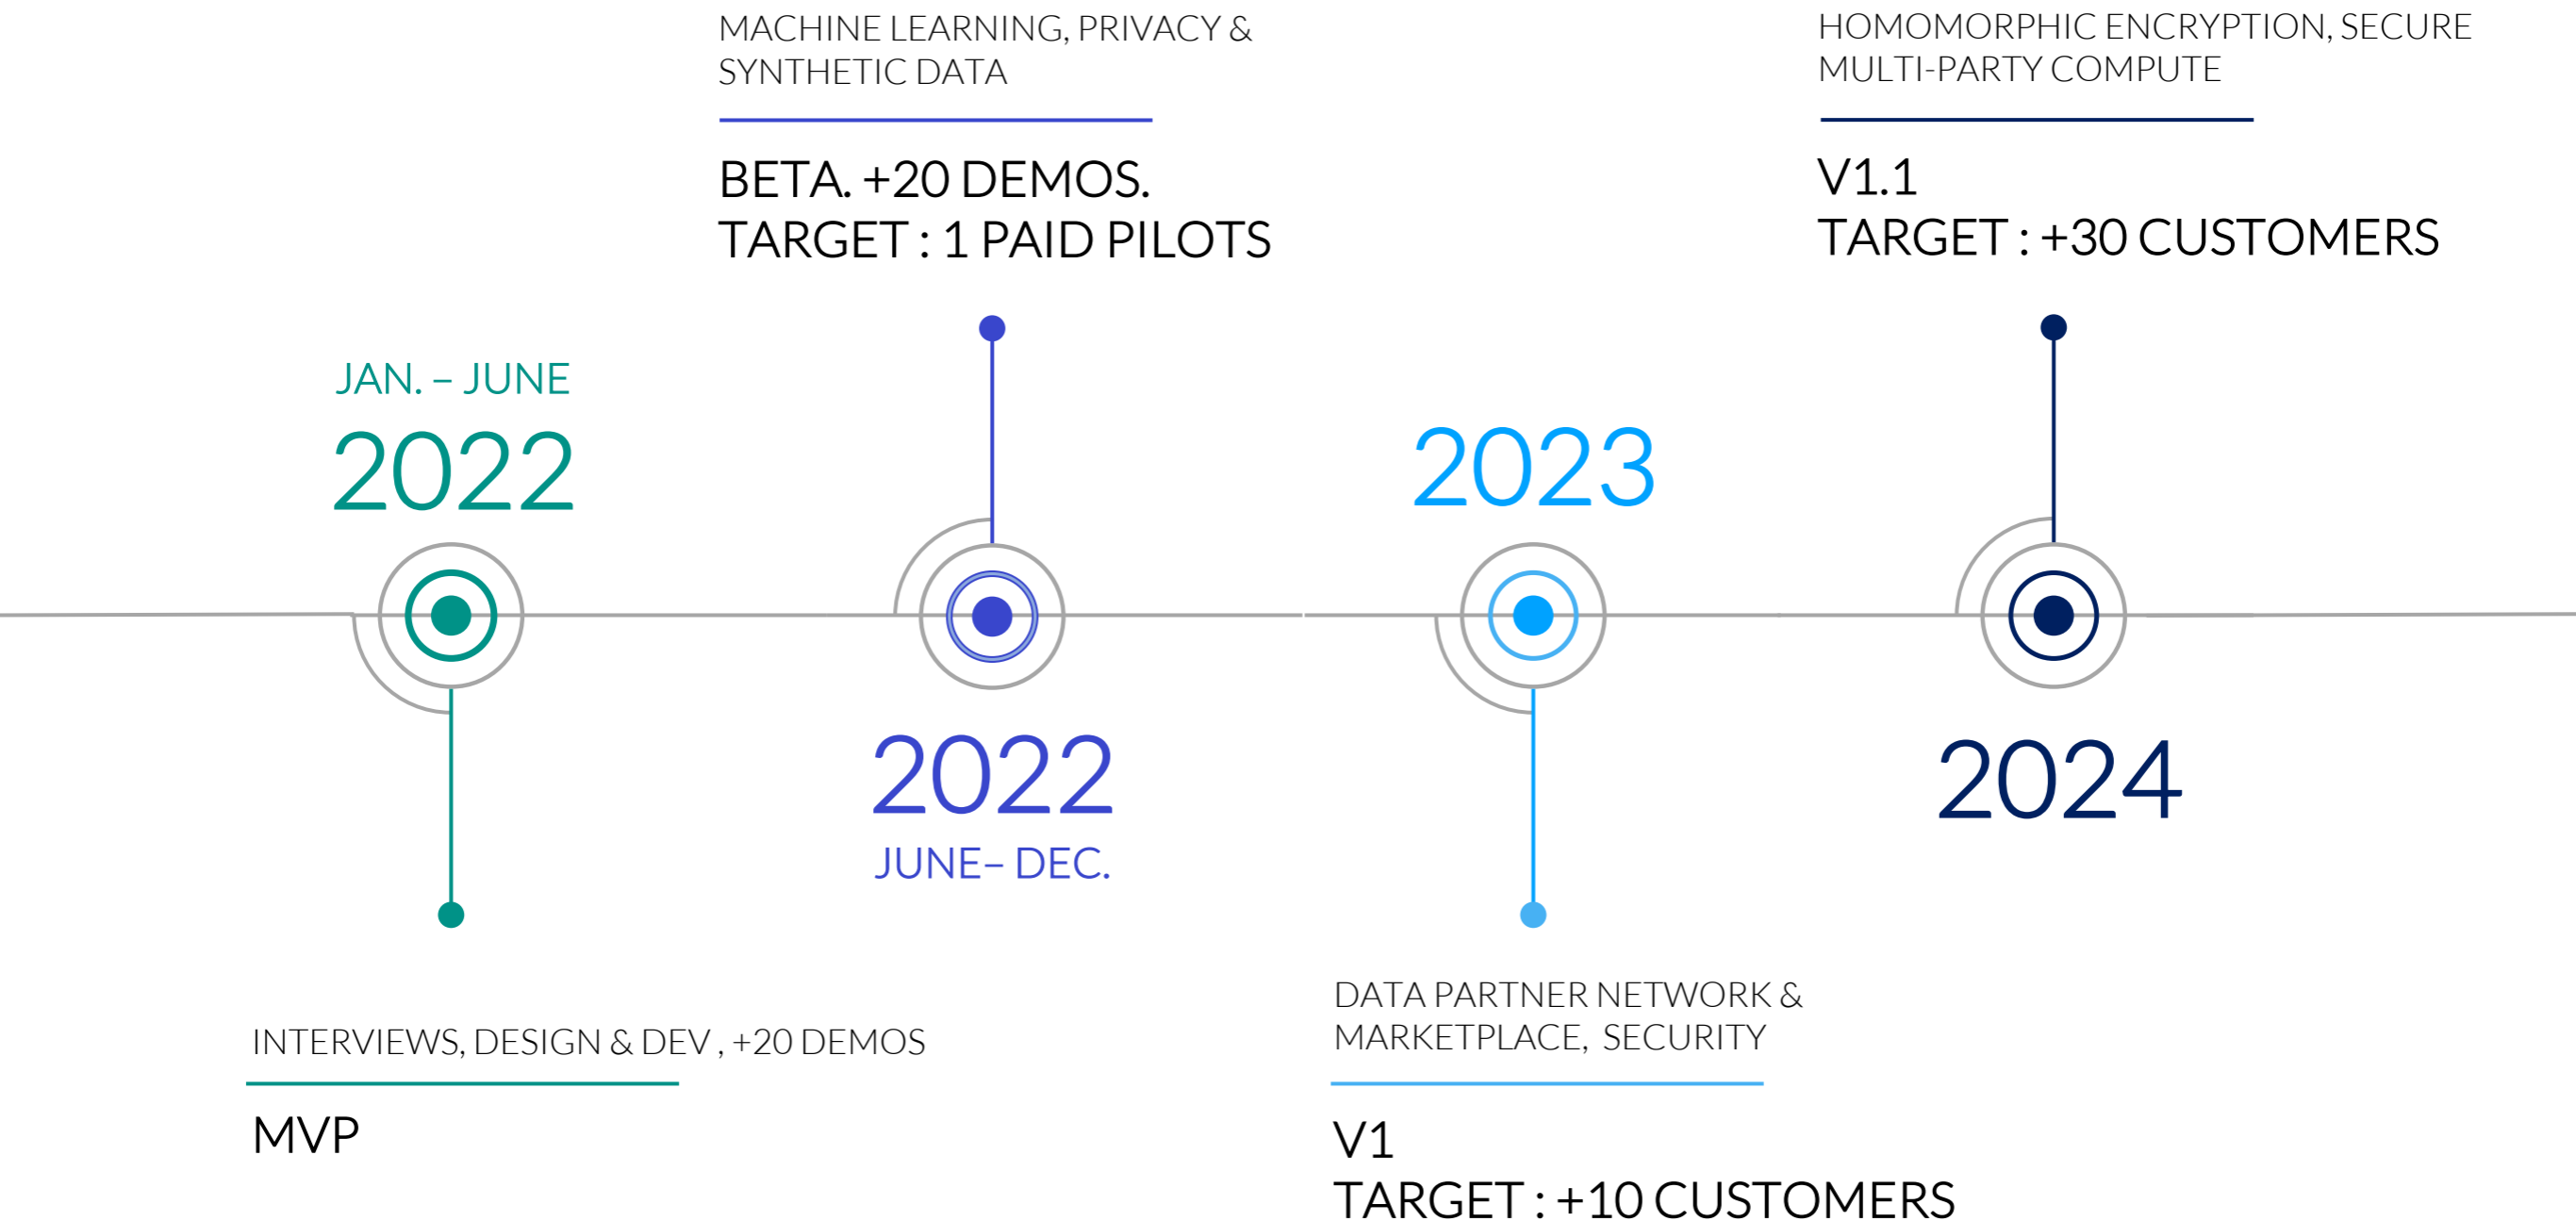 JAN. – JUNE
2022
INTERVIEWS, DESIGN & DEV , +20 DEMOS
MVP
MACHINE LEARNING, PRIVACY &
SYNTHETIC DATA
BETA. +20 DEMOS.
TARGET : 1 PAID PILOTS
2022
JUNE– DEC.
2023
DATA PARTNER NETWORK &
MARKETPLACE,  SECURITY
V1
TARGET : +10 CUSTOMERS
HOMOMORPHIC ENCRYPTION, SECURE
MULTI-PARTY COMPUTE
V1.1
TARGET : +30 CUSTOMERS
2024